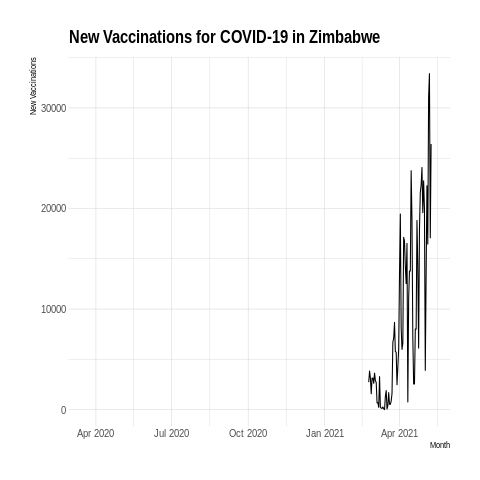 New Vaccinations for COVID-19 in Zimbabwe
New Vaccinations
30000
20000
10000
0
Apr 2020 Jul 2020 Oct 2020 Jan 2021 Apr 2021
Month